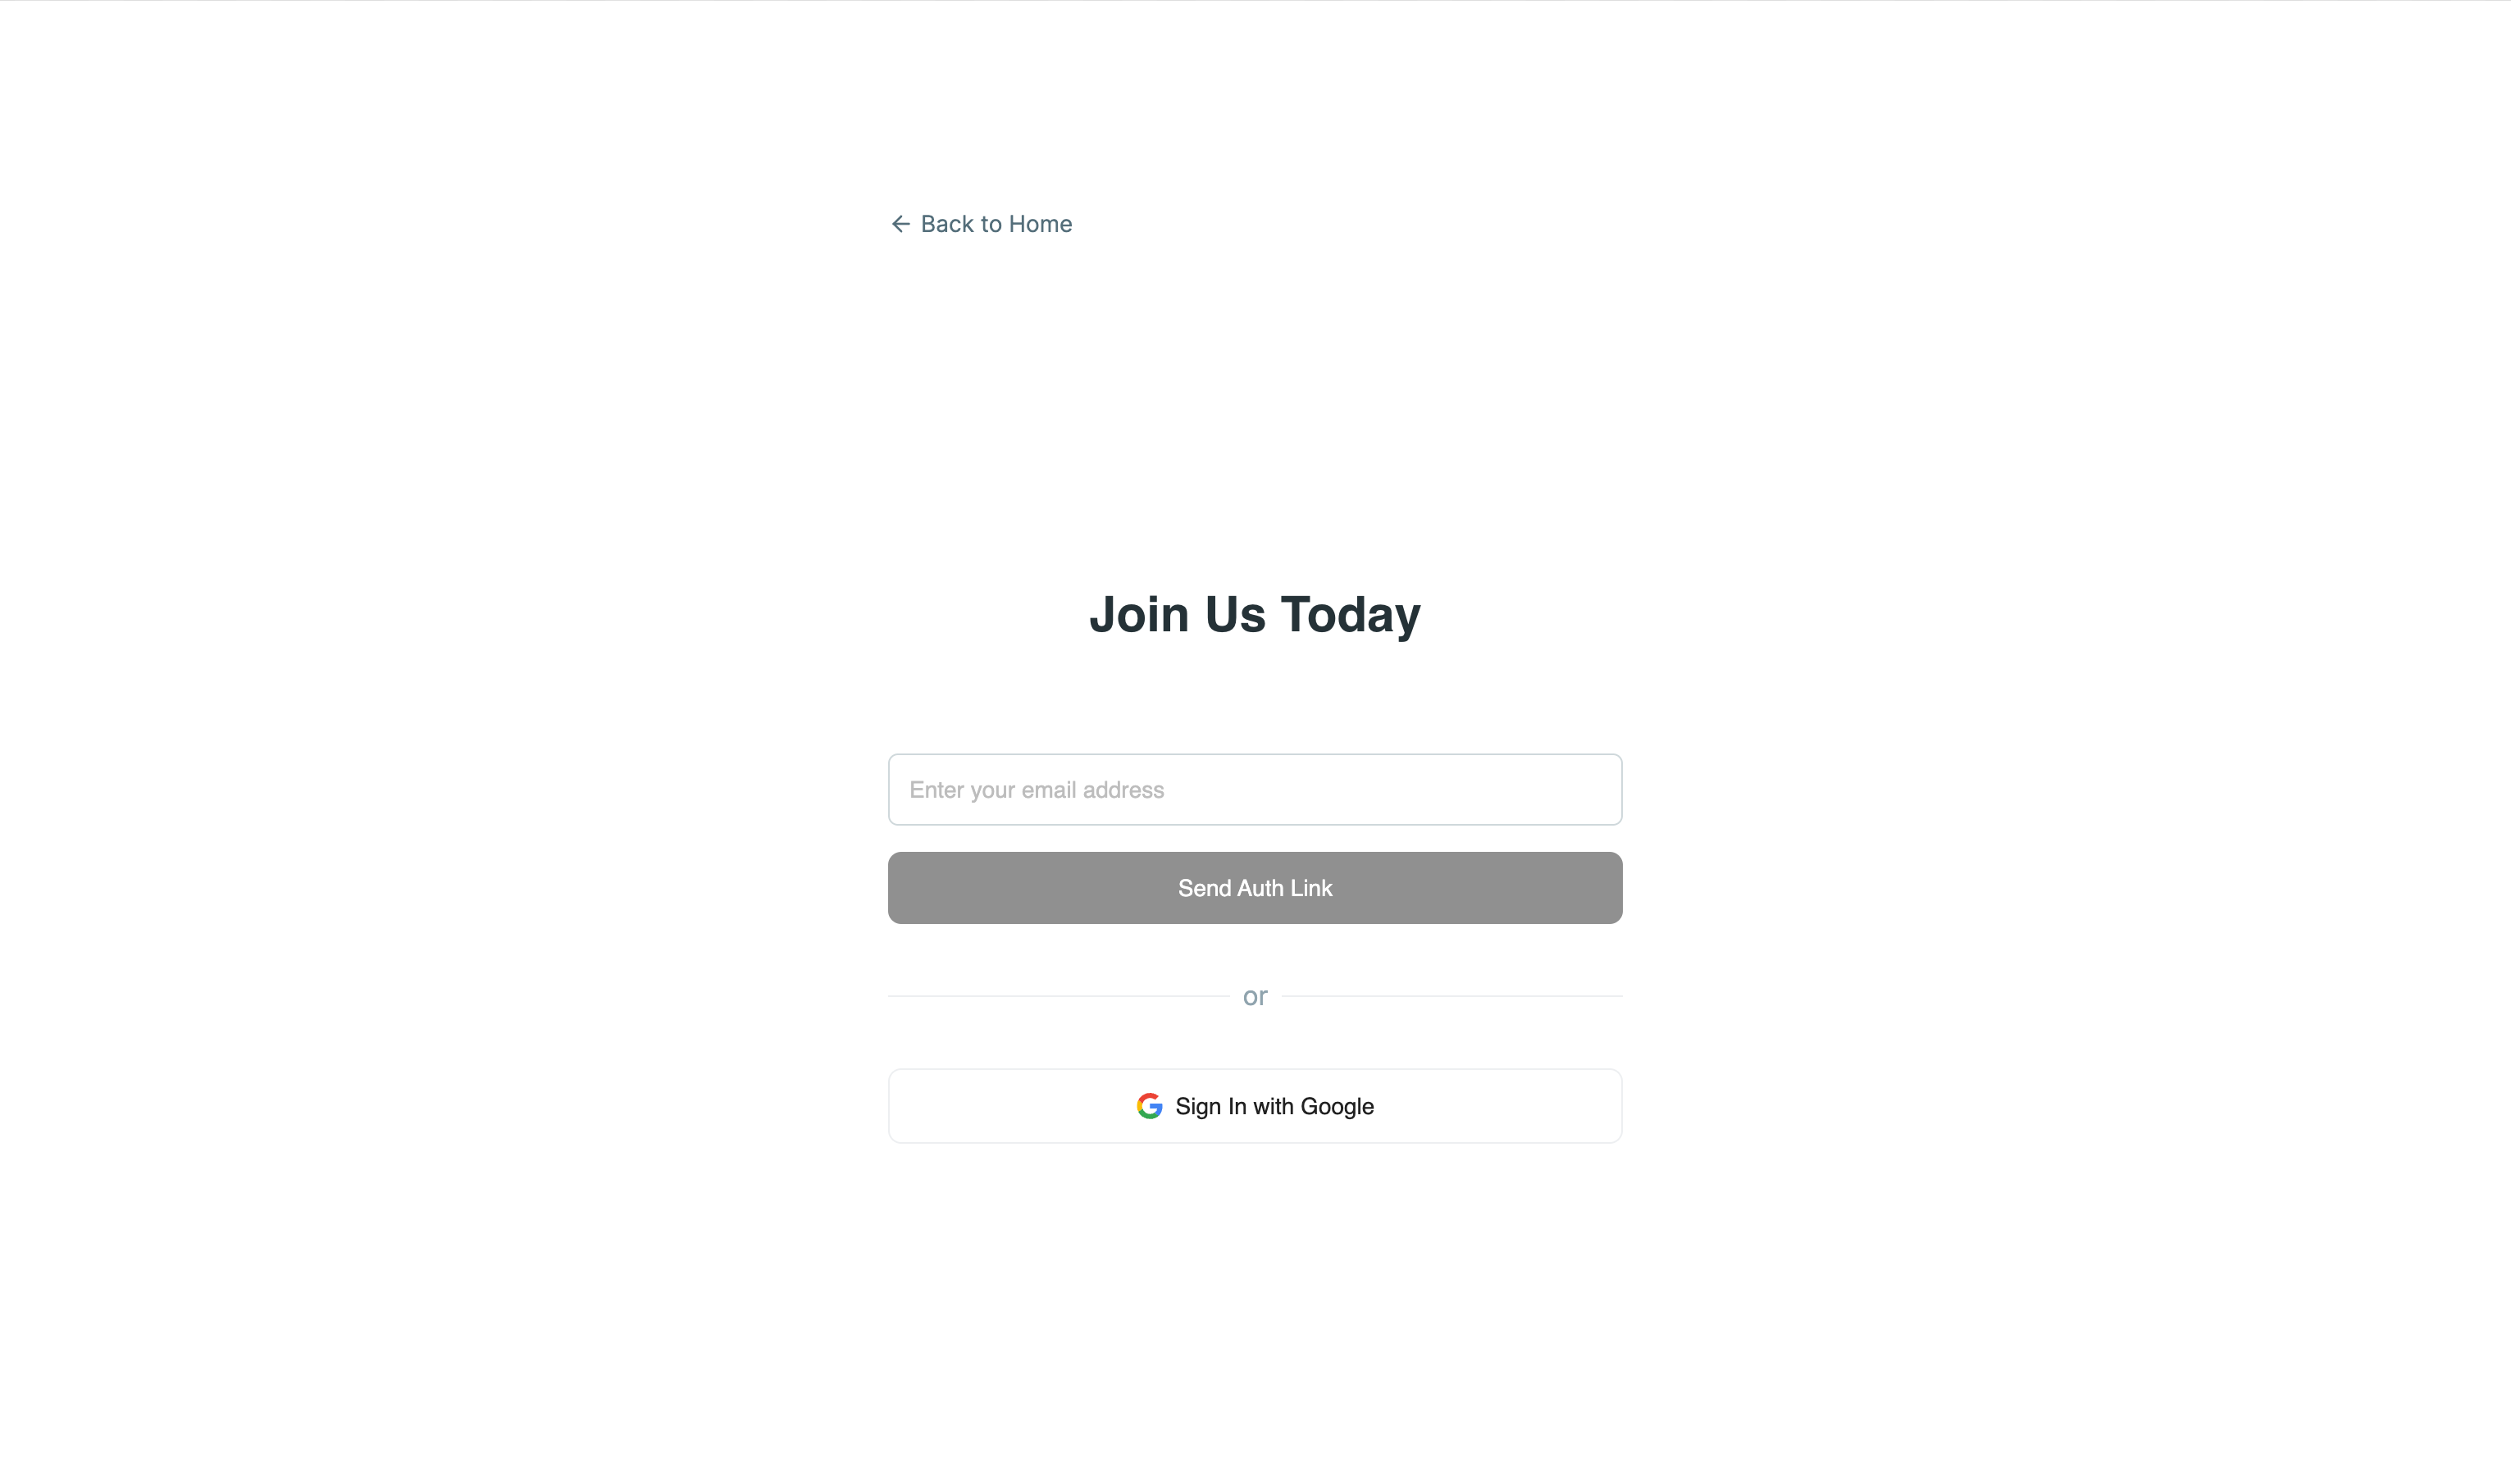 Back to Home
Join Us Today
Enter your email address
Send Auth Link
or
Sign In with Google